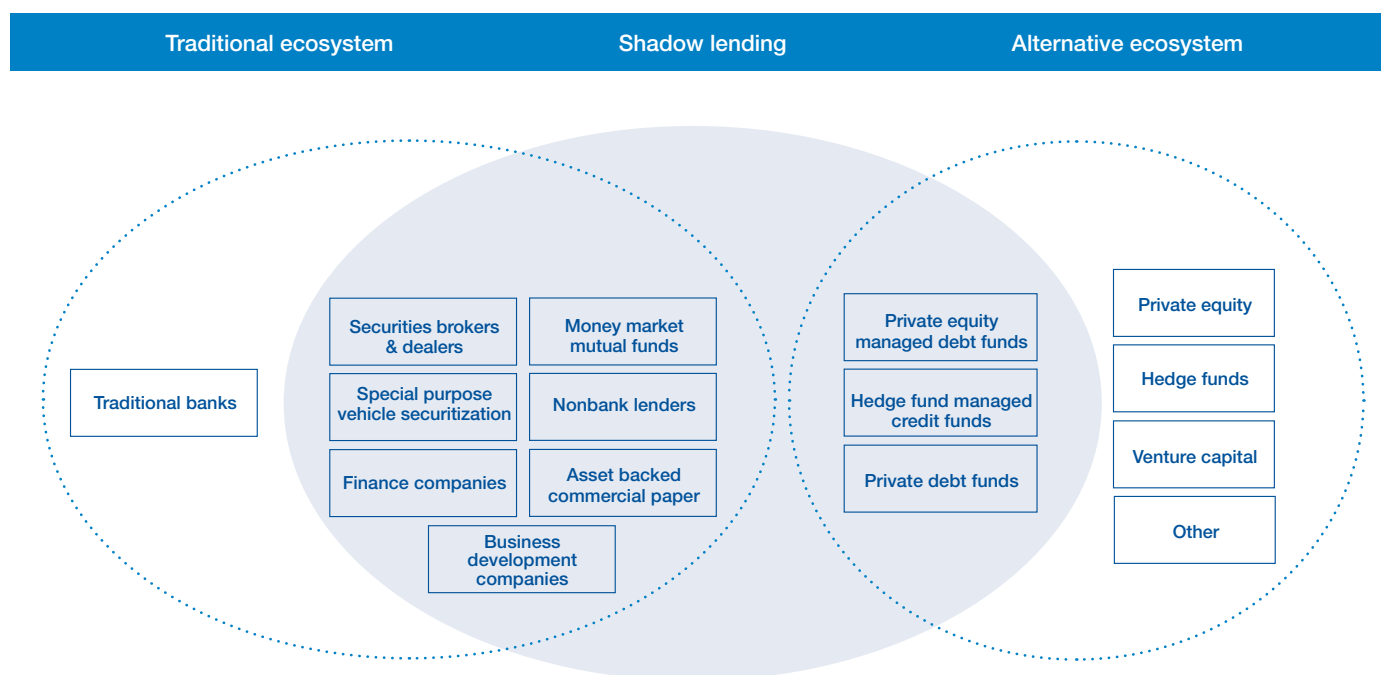 Traditional ecosystem
Shadow lending
Alternative ecosystem
Traditional banks
Securities brokers
& dealers
Money market
mutual funds
Special purpose
vehicle securitization
Nonbank lenders
Finance companies
Asset backed
commercial paper
Business
development
companies
Private equity
managed debt funds
Hedge fund managed
credit funds
Private debt funds
Private equity
Hedge funds
Venture capital
Other